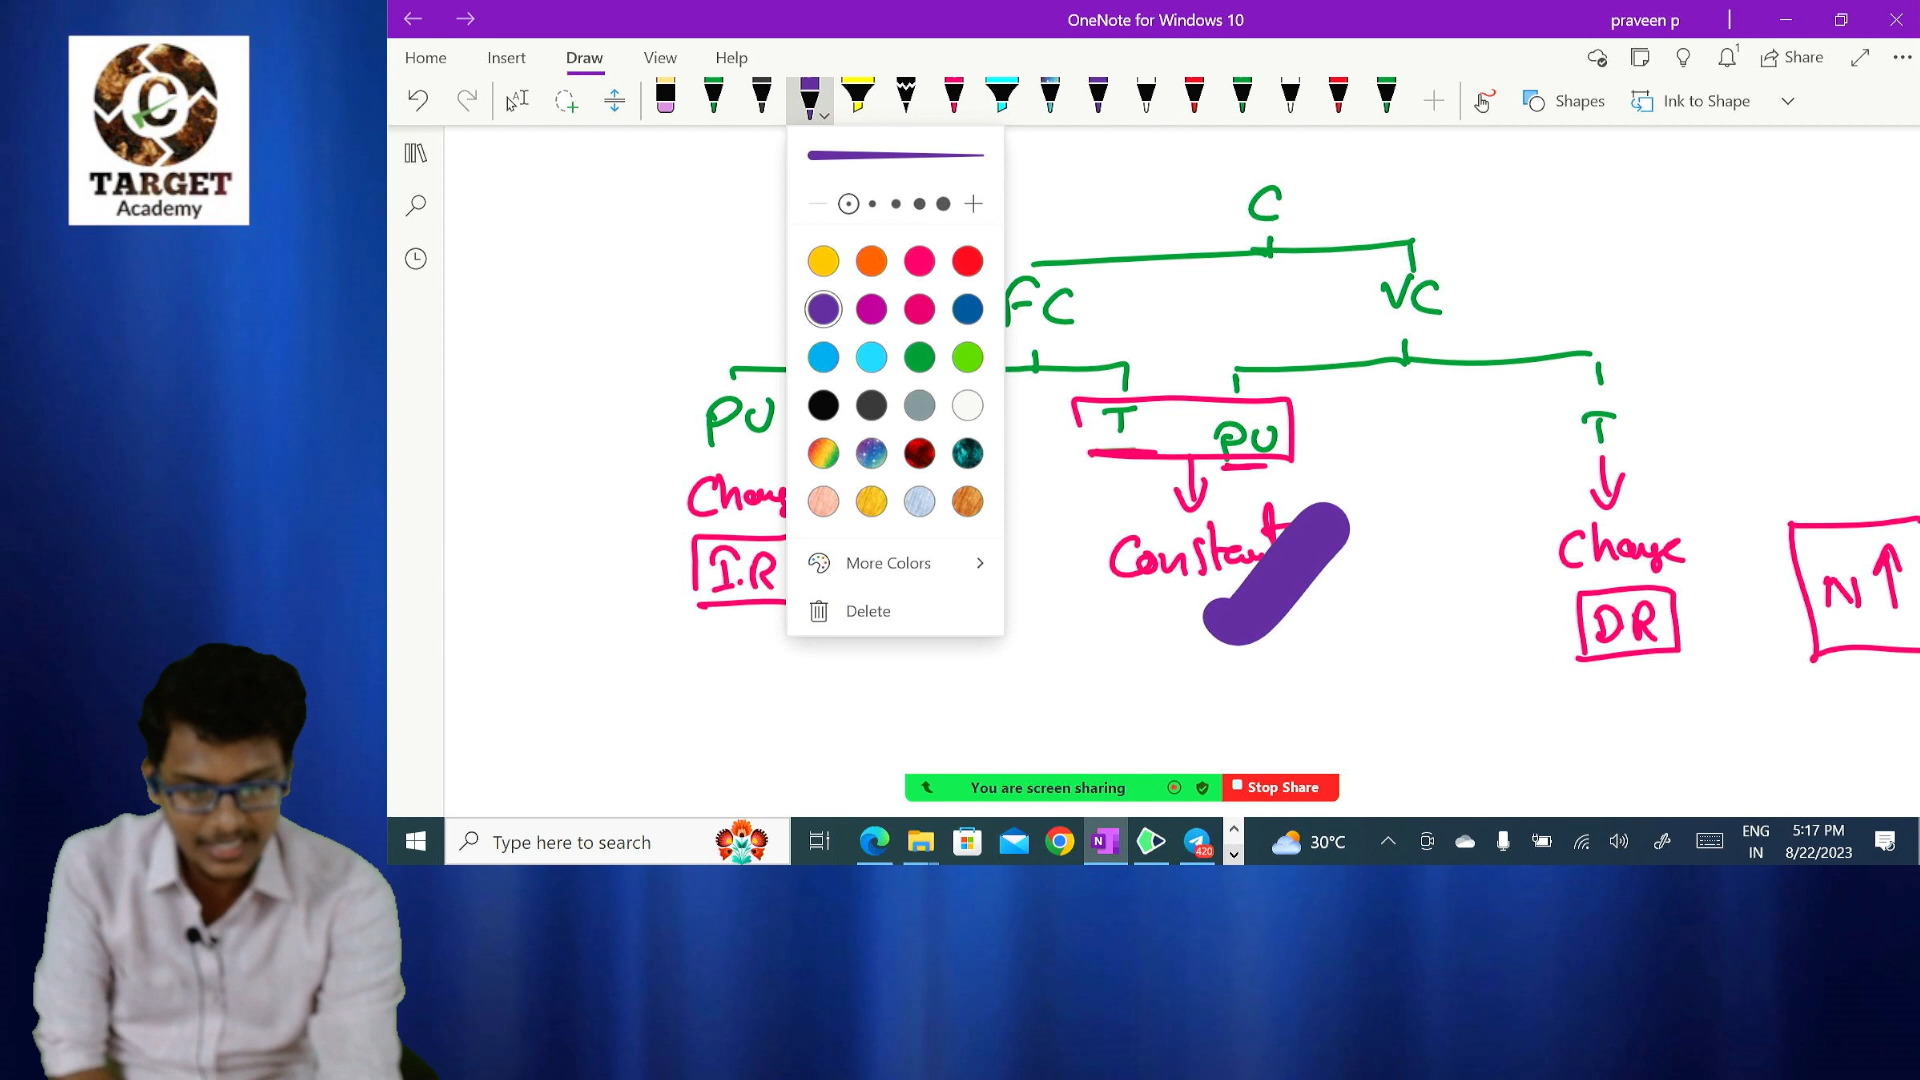 OneNote for Windows 10
praveen p
Home Insert Draw View Help
1
Share
Shapes
Ink to Shape
C
TARGET
Academy
C
FC
VC
PU
T
PU
T
I.R
Constant
Change
DR
N↑
More Colors
Delete
You are screen sharing
Stop Share
Type here to search
N
420
30°C
ENG
IN
5:17 PM
8/22/2023